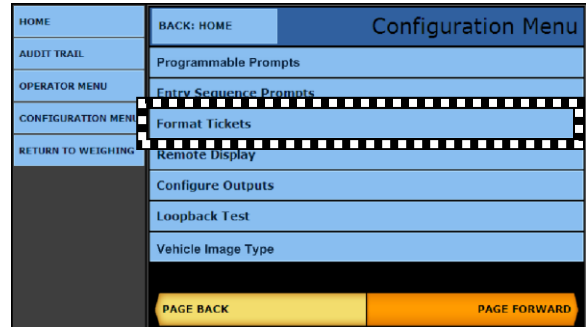 HOME
AUDIT TRAIL
OPERATOR MENU
CONFIGURATION MENU
RETURN TO WEIGHING
BACK: HOME
Configuration Menu
Programmable Prompts
Entry Sequence Prompts
Format Tickets
Remote Display
Configure Outputs
Loopback Test
Vehicle Image Type
PAGE BACK
PAGE FORWARD